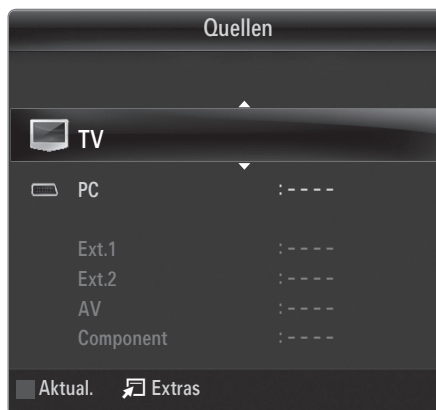 Quellen
TV
PC : - - - -
Ext.1 : - - - -
Ext.2 : - - - -
AV : - - - -
Component : - - - -
Aktual. Extras